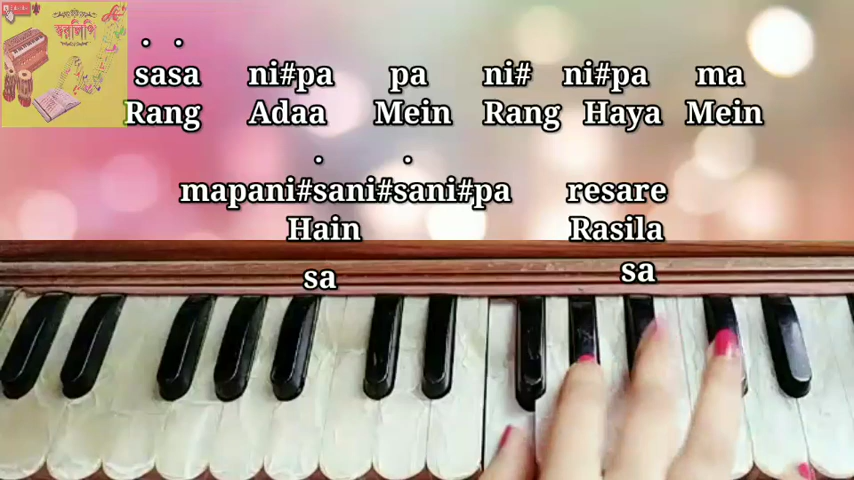 স্বরলিপি
sasa ni#pa pa ni# ni#pa ma
Rang Adaa Mein Rang Haya Mein
mapani#sani#sani#pa resare
Hain Rasila
sa sa